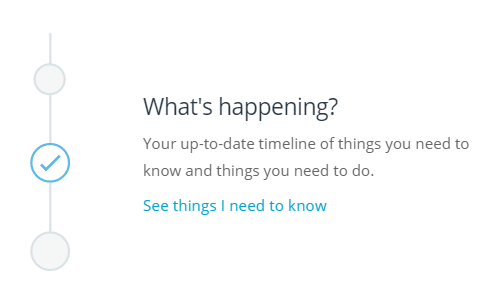 What's happening?
Your up-to-date timeline of things you need to
know and things you need to do.
See things I need to know